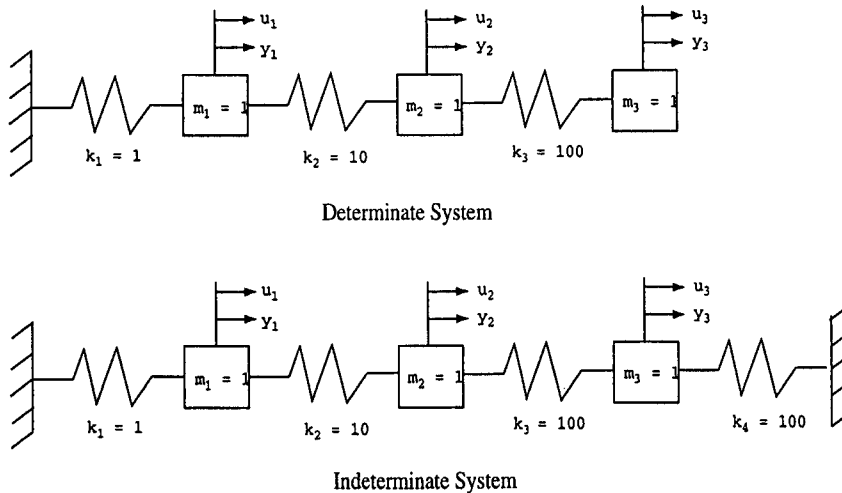 u1 u2 u3
y1 y2 y3
m1 = 1 m2 = 1 m3 = 1
k1 = 1 k2 = 10 k3 = 100
Determinate System
u1 u2 u3
y1 y2 y3
m1 = 1 m2 = 1 m3 = 1
k1 = 1 k2 = 10 k3 = 100 k4 = 100
Indeterminate System